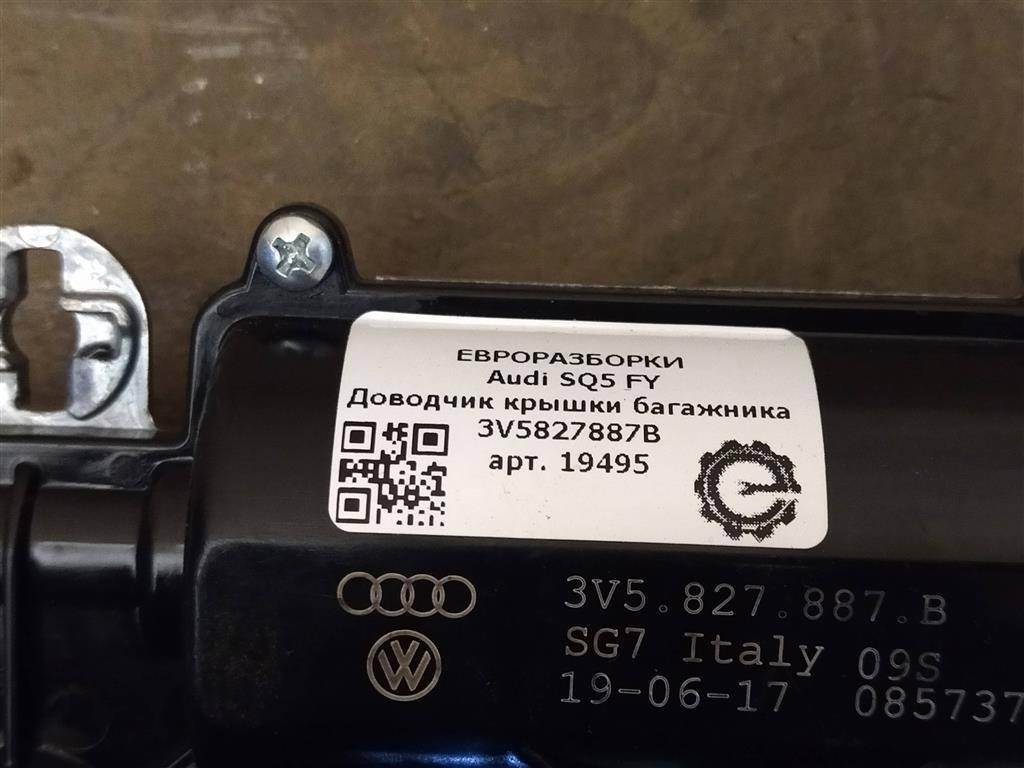 ЕВРОРАЗБОРКИ
Audi SQ5 FY
Доводчик крышки багажника
3V5827887B
арт. 19495
3V5.827.887.B
SG7 Italy 09S
19-06-17 085737